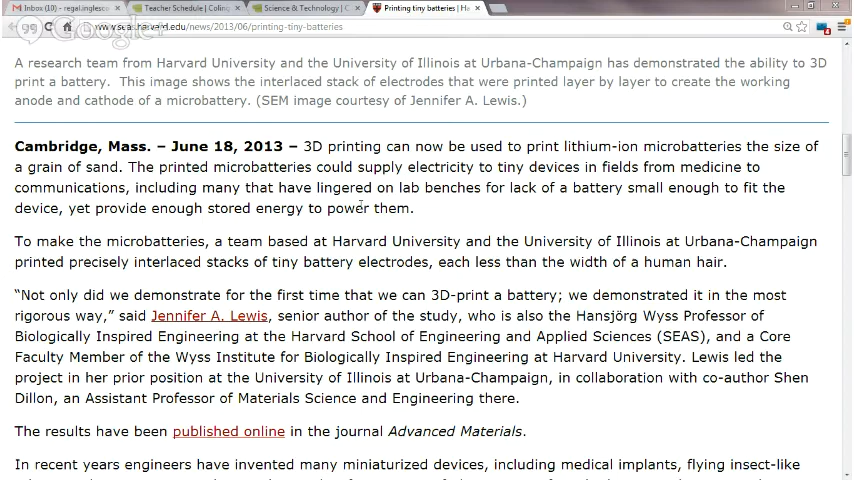 Inbox (10) - regal.inglesco
Teacher Schedule | Coling
Science & Technology | C
Printing tiny batteries | Ha
www.seas.harvard.edu/news/2013/06/printing-tiny-batteries
A research team from Harvard University and the University of Illinois at Urbana-Champaign has demonstrated the ability to 3D
print a battery.  This image shows the interlaced stack of electrodes that were printed layer by layer to create the working
anode and cathode of a microbattery. (SEM image courtesy of Jennifer A. Lewis.)
Cambridge, Mass. – June 18, 2013 – 3D printing can now be used to print lithium-ion microbatteries the size of
a grain of sand. The printed microbatteries could supply electricity to tiny devices in fields from medicine to
communications, including many that have lingered on lab benches for lack of a battery small enough to fit the
device, yet provide enough stored energy to power them.
To make the microbatteries, a team based at Harvard University and the University of Illinois at Urbana-Champaign
printed precisely interlaced stacks of tiny battery electrodes, each less than the width of a human hair.
“Not only did we demonstrate for the first time that we can 3D-print a battery; we demonstrated it in the most
rigorous way,” said Jennifer A. Lewis, senior author of the study, who is also the Hansjörg Wyss Professor of
Biologically Inspired Engineering at the Harvard School of Engineering and Applied Sciences (SEAS), and a Core
Faculty Member of the Wyss Institute for Biologically Inspired Engineering at Harvard University. Lewis led the
project in her prior position at the University of Illinois at Urbana-Champaign, in collaboration with co-author Shen
Dillon, an Assistant Professor of Materials Science and Engineering there.
The results have been published online in the journal Advanced Materials.
In recent years engineers have invented many miniaturized devices, including medical implants, flying insect-like